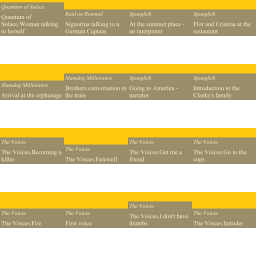 Quantum of Solace
Quantum of
Solace.Woman talking
to herself
Raid on Rommel
Signorina talking to a
German Captain
Spanglish
At the summer place -
an interpreter
Spanglish
Flor and Cristina at the
restaurant
Slumdog Millionaire
Arrival at the orphanage
Slumdog Millionaire
Brothers conversation in
the train
Spanglish
Going to America -
narrator
Spanglish
Introduction to the
Clasky's family
The Voices
The Voices.Becoming a
killer
The Voices
The Voices.Farewell
The Voices
The Voices.Get me a
friend
The Voices
The Voices.Go to the
cops
The Voices
The Voices.Fire
The Voices
First voice
The Voices
The Voices.I don't have
thumbs
The Voices
The Voices.Intruder